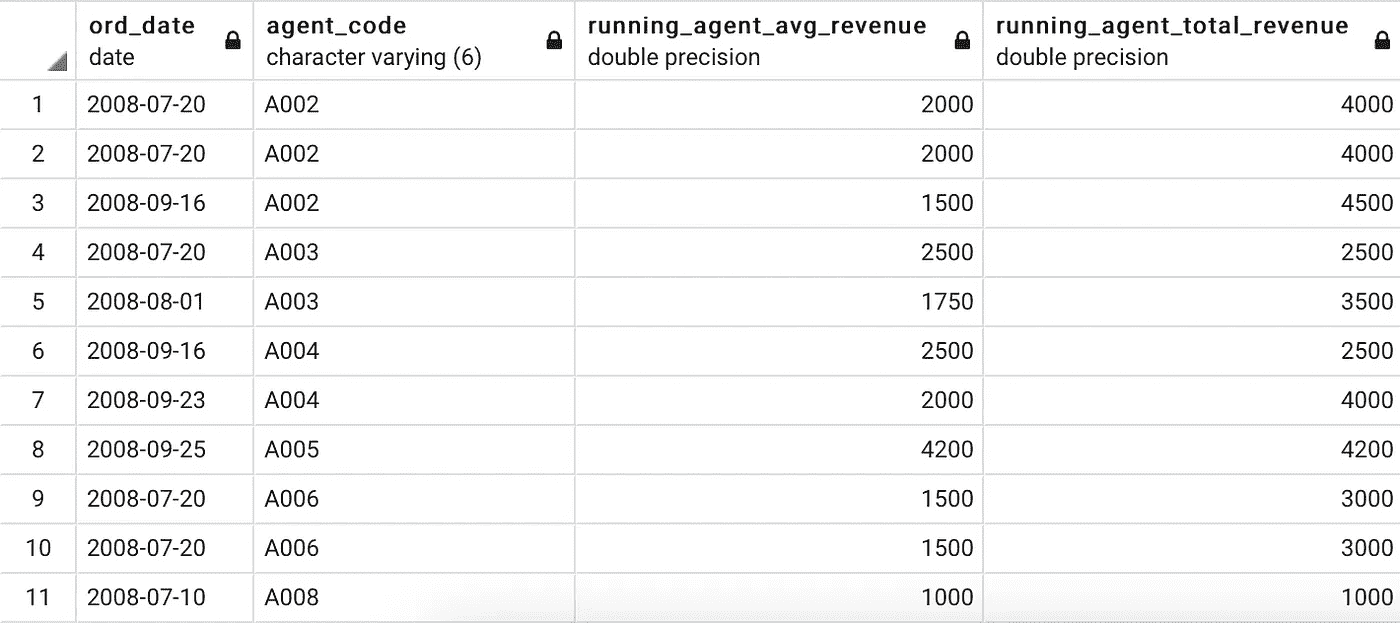 ord_date agent_code running_agent_avg_revenue running_agent_total_revenue
date character varying (6) double precision double precision
1 2008-07-20 A002 2000 4000
2 2008-07-20 A002 2000 4000
3 2008-09-16 A002 1500 4500
4 2008-07-20 A003 2500 2500
5 2008-08-01 A003 1750 3500
6 2008-09-16 A004 2500 2500
7 2008-09-23 A004 2000 4000
8 2008-09-25 A005 4200 4200
9 2008-07-20 A006 1500 3000
10 2008-07-20 A006 1500 3000
11 2008-07-10 A008 1000 1000